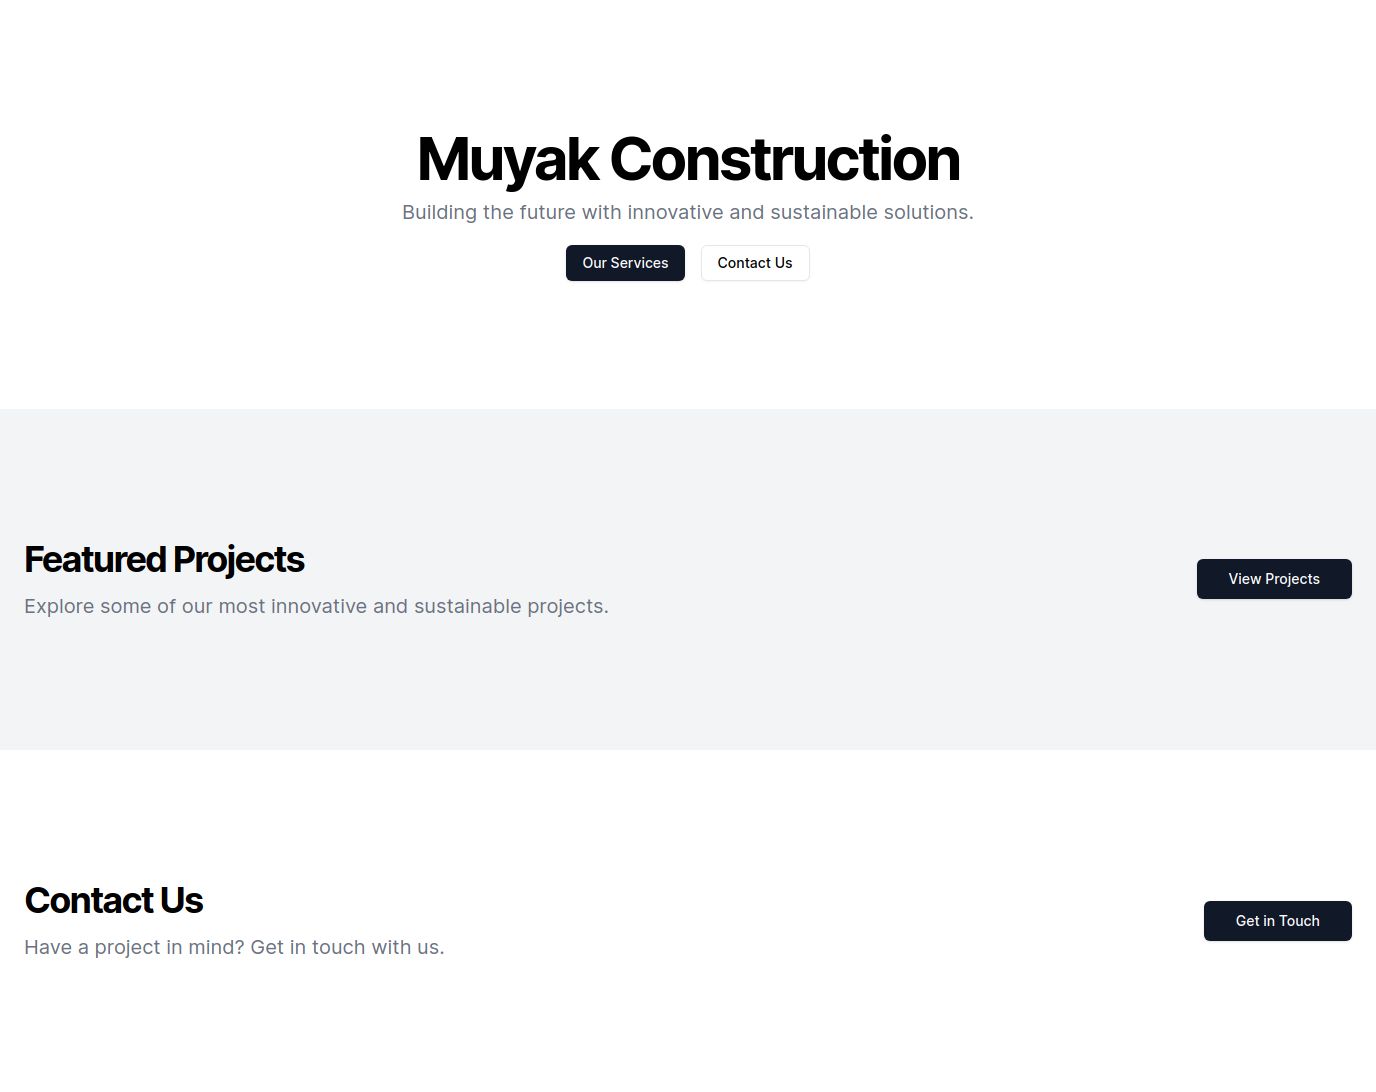 Muyak Construction
Building the future with innovative and sustainable solutions.
Our Services
Contact Us
Featured Projects
Explore some of our most innovative and sustainable projects.
View Projects
Contact Us
Have a project in mind? Get in touch with us.
Get in Touch